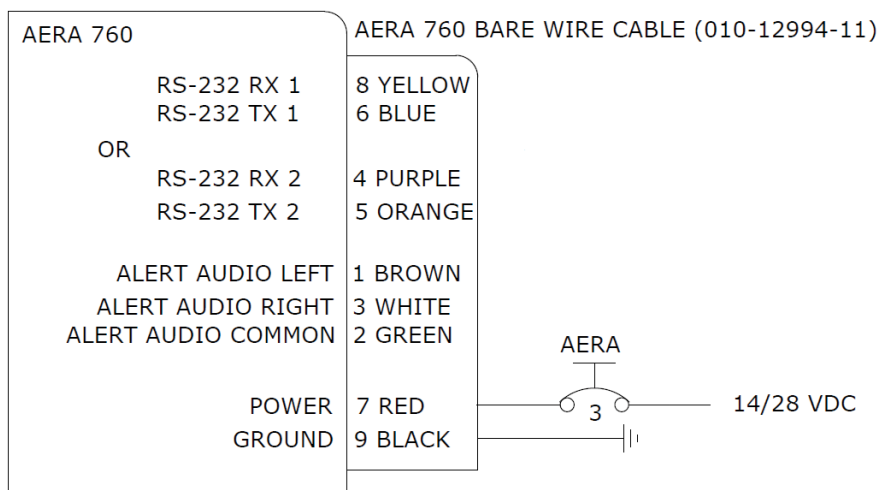 AERA 760
AERA 760 BARE WIRE CABLE (010-12994-11)
RS-232 RX 1 8 YELLOW
RS-232 TX 1 6 BLUE
OR
RS-232 RX 2 4 PURPLE
RS-232 TX 2 5 ORANGE
ALERT AUDIO LEFT 1 BROWN
ALERT AUDIO RIGHT 3 WHITE
ALERT AUDIO COMMON 2 GREEN
AERA
POWER 7 RED 3 14/28 VDC
GROUND 9 BLACK